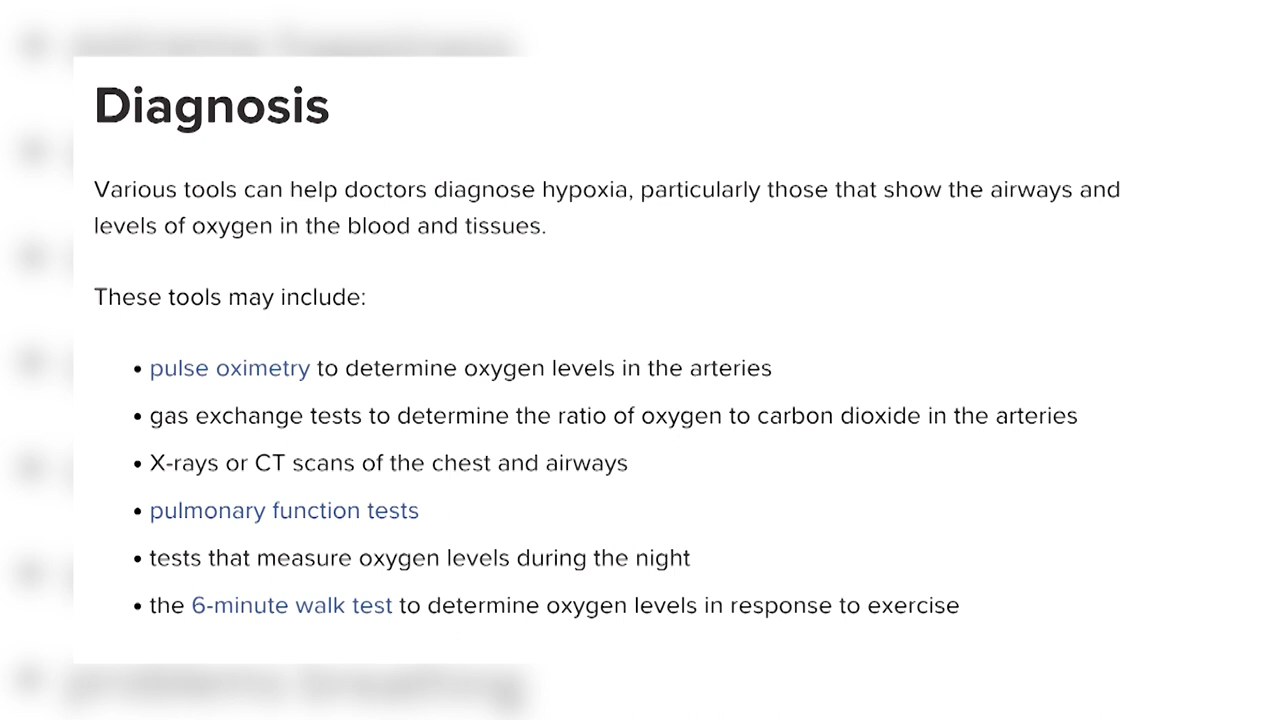 Diagnosis
Various tools can help doctors diagnose hypoxia, particularly those that show the airways and
levels of oxygen in the blood and tissues.
These tools may include:
• pulse oximetry to determine oxygen levels in the arteries
• gas exchange tests to determine the ratio of oxygen to carbon dioxide in the arteries
• X-rays or CT scans of the chest and airways
• pulmonary function tests
• tests that measure oxygen levels during the night
• the 6-minute walk test to determine oxygen levels in response to exercise
problems breathing